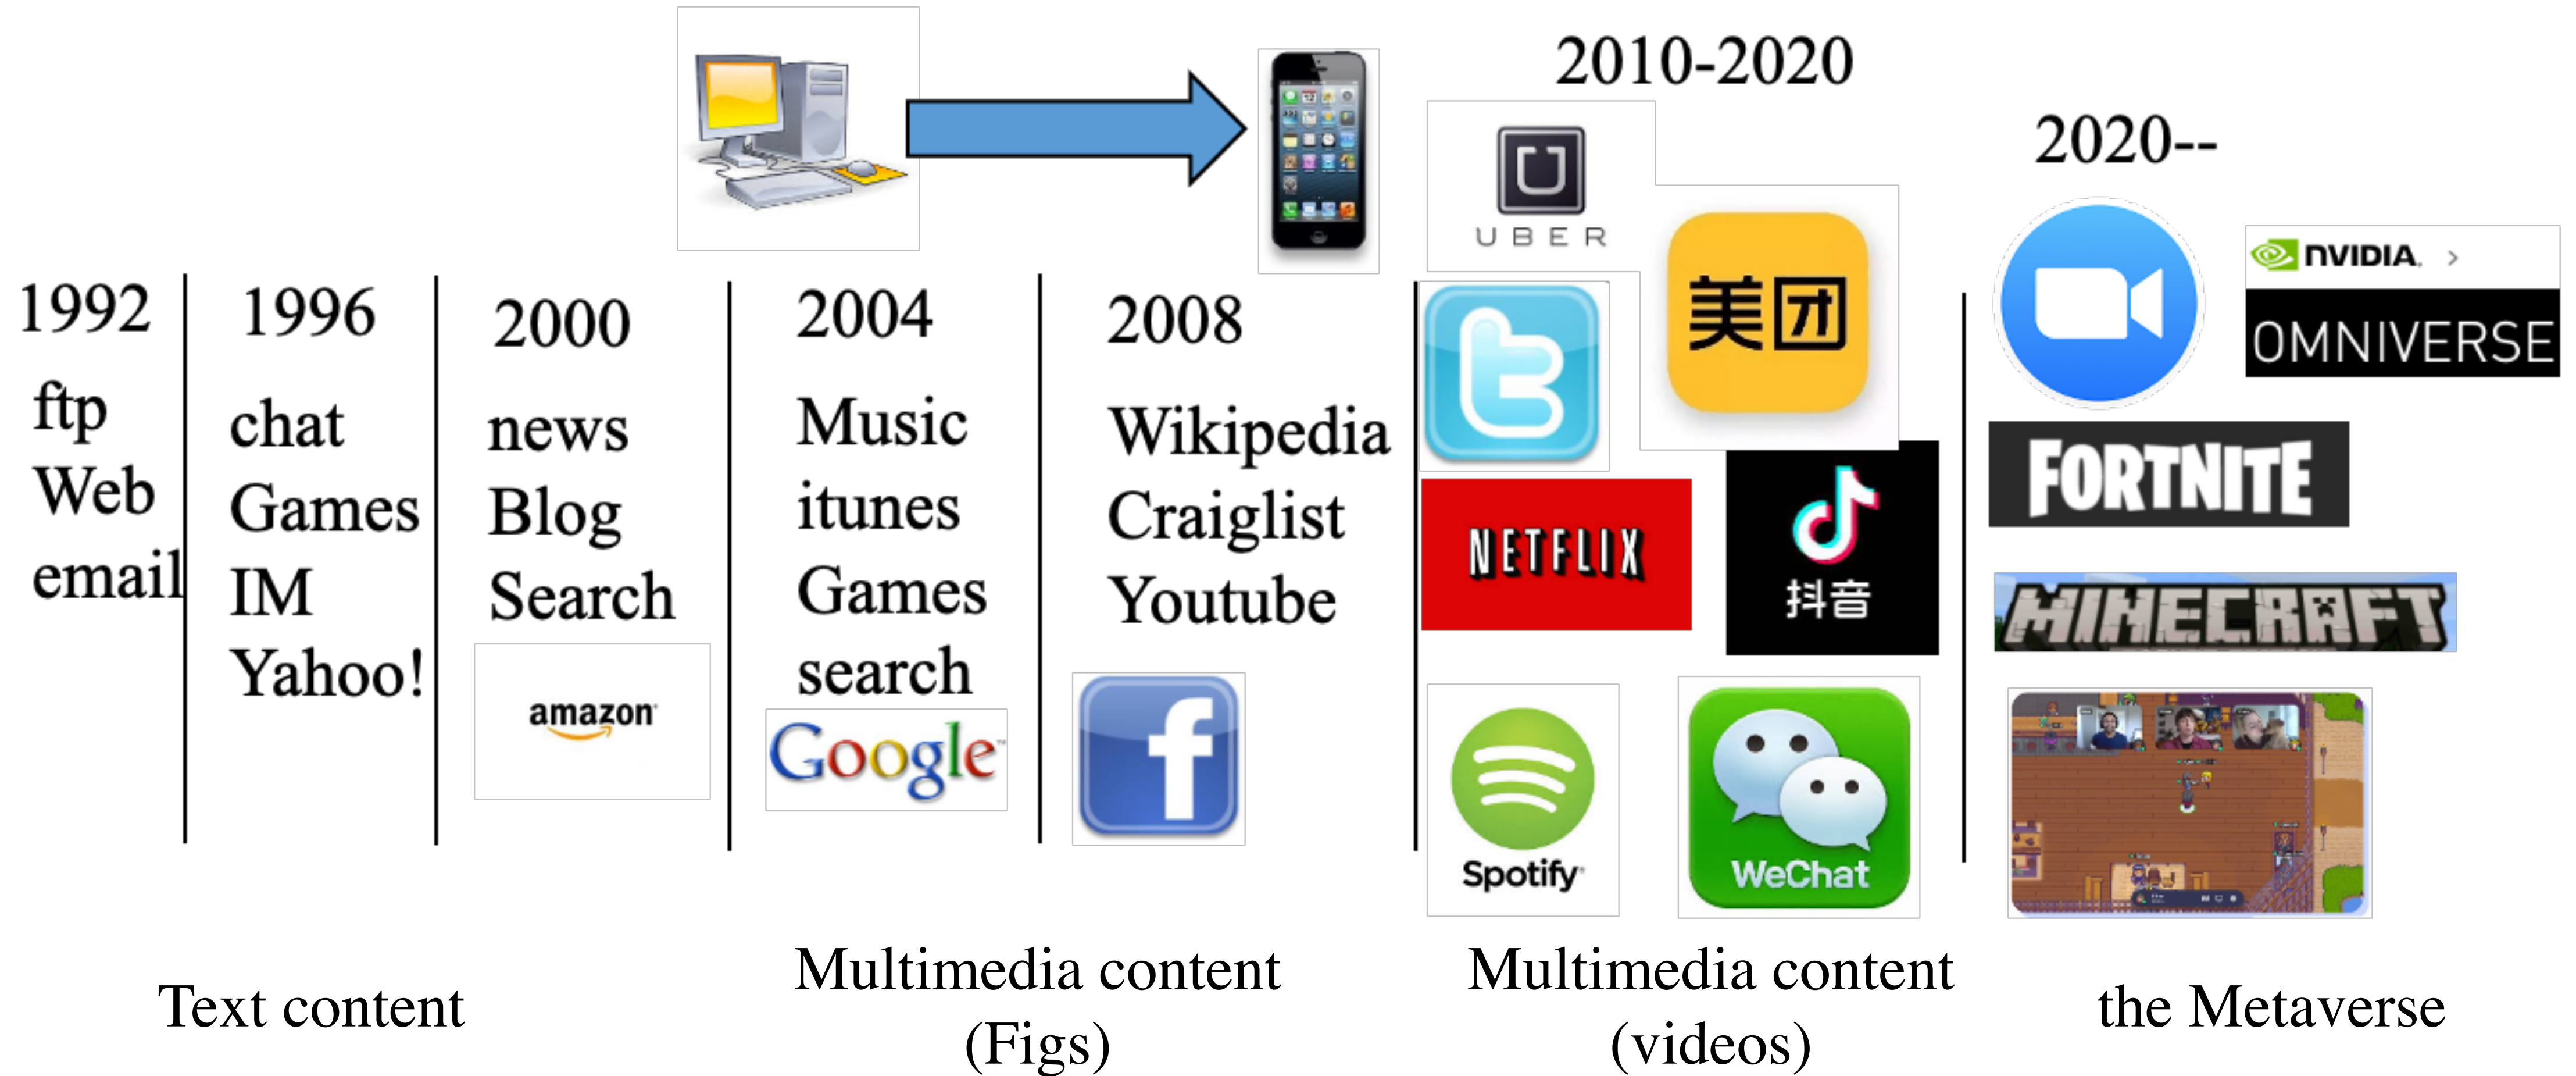 1992
ftp
Web
email
1996
chat
Games
IM
Yahoo!
2000
news
Blog
Search
amazon
2004
Music
itunes
Games
search
Google™
2008
Wikipedia
Craiglist
Youtube
f
2010-2020
U
UBER
美团
t
NETFLIX
抖音
Spotify
WeChat
2020--
NVIDIA. >
OMNIVERSE
FORTNITE
MINECRAFT
Text content
Multimedia content
(Figs)
Multimedia content
(videos)
the Metaverse